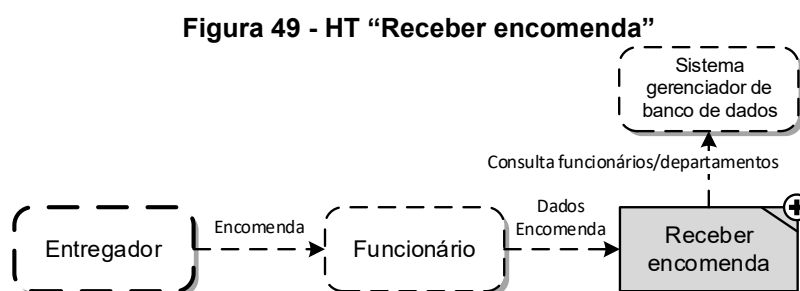 Figura 49 - HT “Receber encomenda”
Sistema
gerenciador de
banco de dados
Consulta funcionários/departamentos
Entregador
Encomenda
Funcionário
Dados
Encomenda
Receber
encomenda